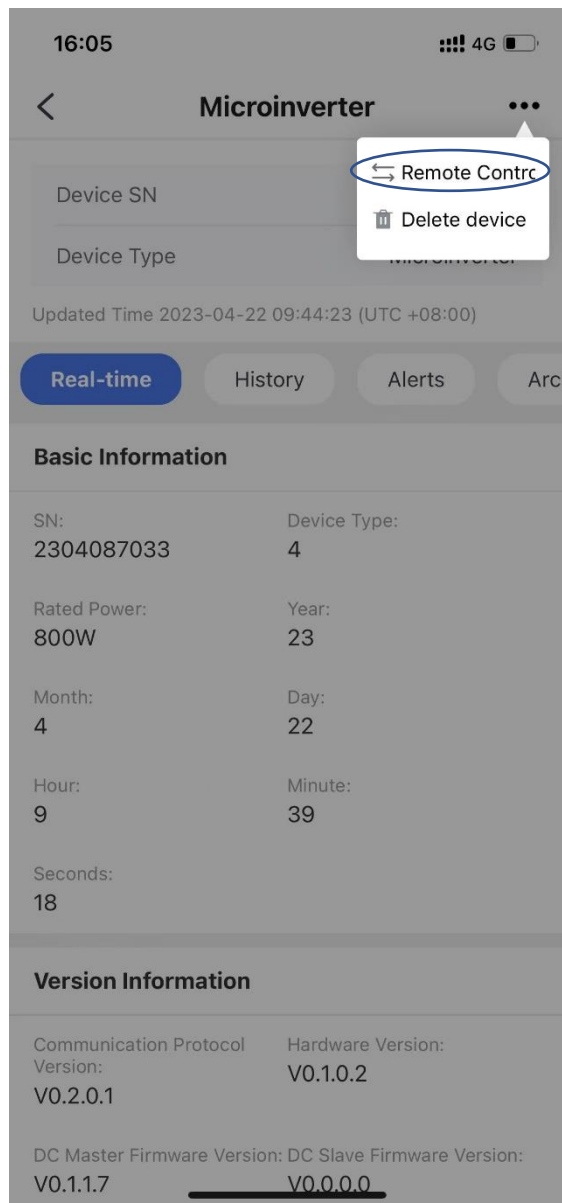 16:05 4G
Microinverter
Remote Contro
Delete device
Device SN
Device Type Microinverter
Updated Time 2023-04-22 09:44:23 (UTC +08:00)
Real-time History Alerts Arc
Basic Information
SN: Device Type:
2304087033 4
Rated Power: Year:
800W 23
Month: Day:
4 22
Hour: Minute:
9 39
Seconds:
18
Version Information
Communication Protocol Hardware Version:
Version: V0.1.0.2
V0.2.0.1
DC Master Firmware Version: DC Slave Firmware Version:
V0.1.1.7 V0.0.0.0